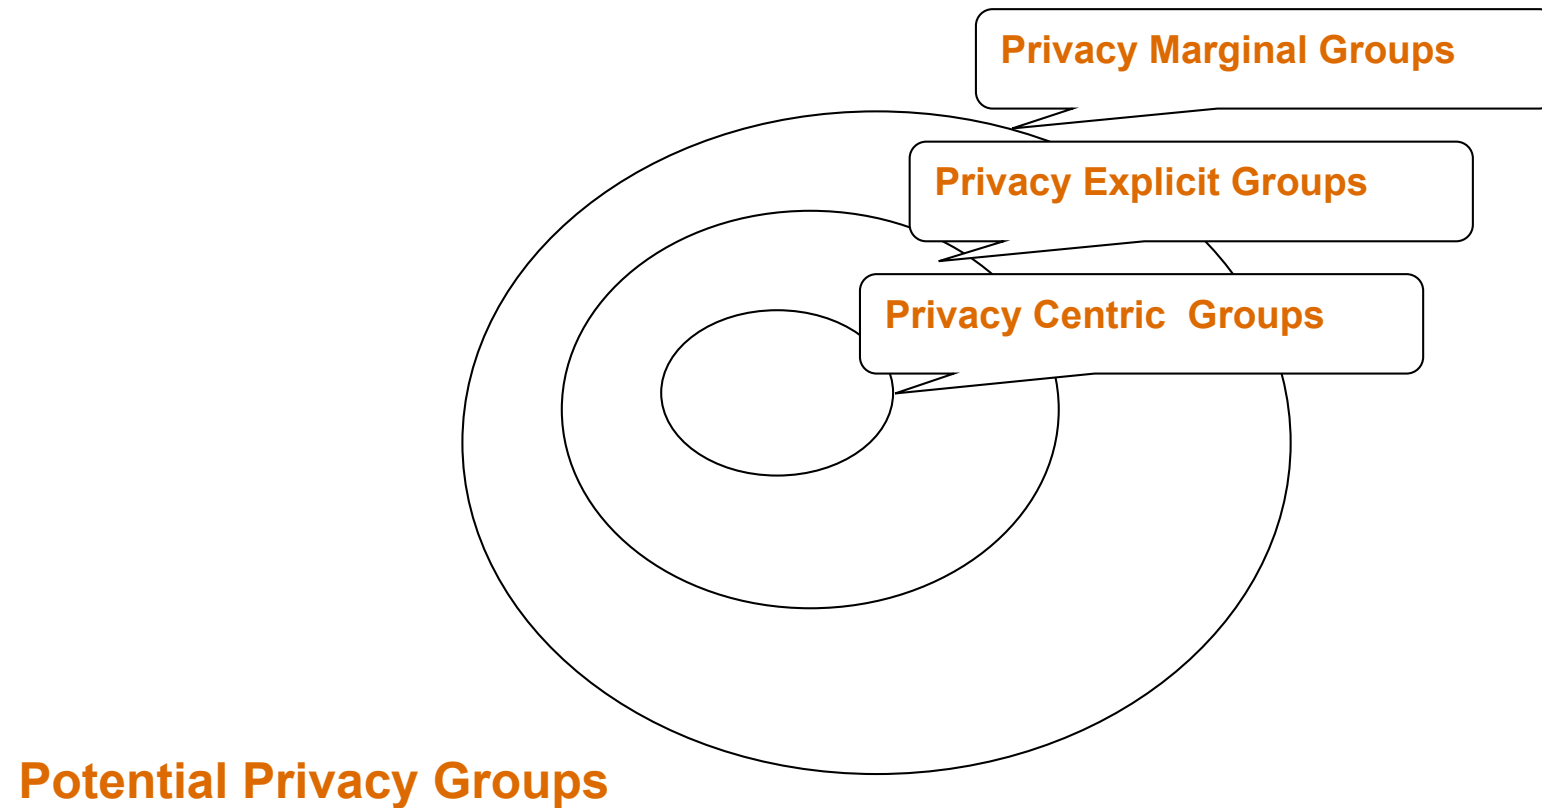 Privacy Marginal Groups
Privacy Explicit Groups
Privacy Centric  Groups
Potential Privacy Groups